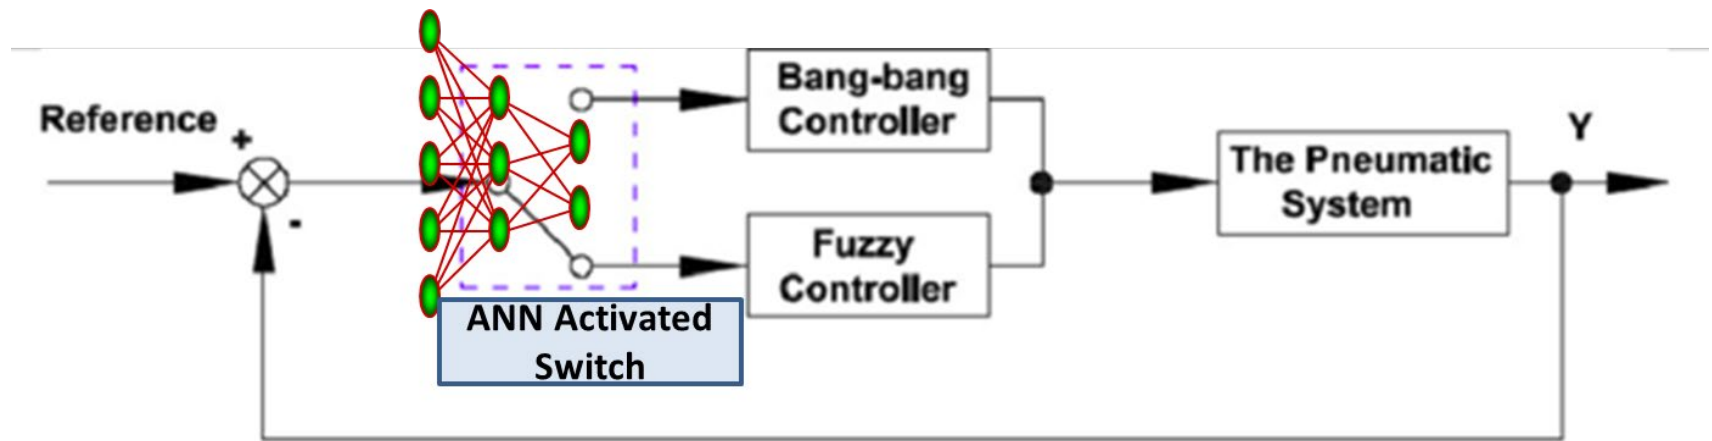 Reference
+
-
Bang-bang
Controller
Fuzzy
Controller
ANN Activated
Switch
The Pneumatic
System
Y